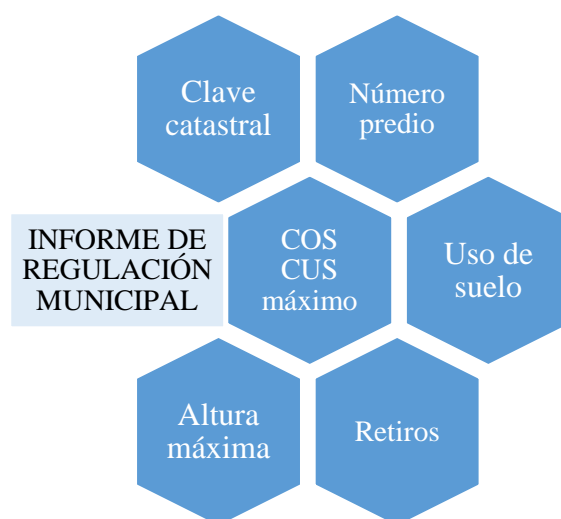 Clave
catastral
Número
predio
INFORME DE
REGULACIÓN
MUNICIPAL
COS
CUS
máximo
Uso de
suelo
Altura
máxima
Retiros